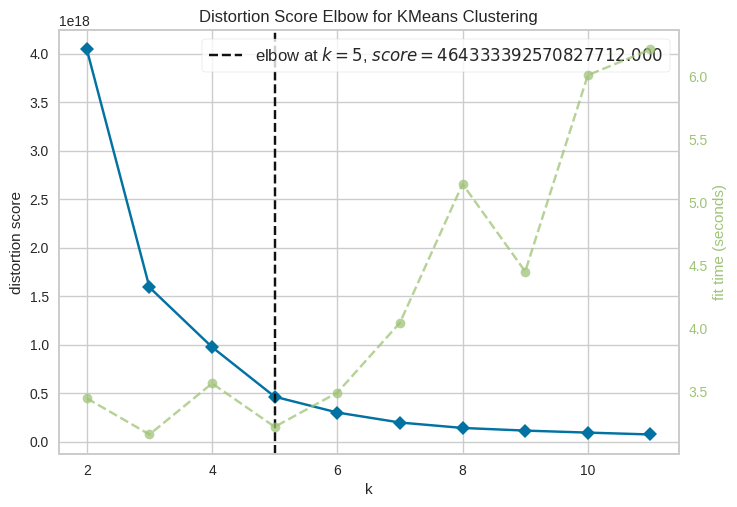 Distortion Score Elbow for KMeans Clustering
1e18
elbow at k = 5, score = 464333392570827712.000
4.0
3.5
3.0
2.5
2.0
1.5
1.0
0.5
0.0
distortion score
6.0
5.5
5.0
4.5
4.0
3.5
fit time (seconds)
2 4 6 8 10
k